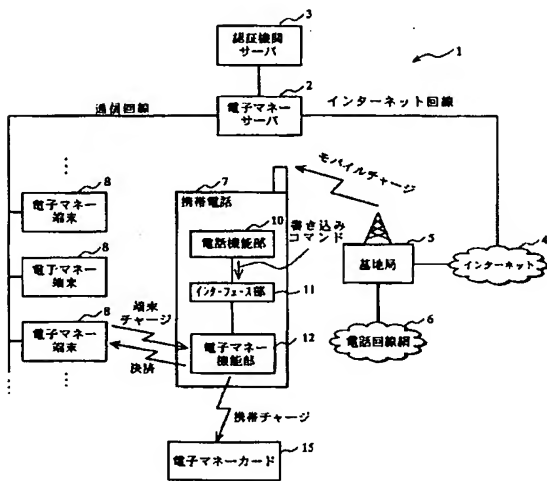 3
認証機関
サーバ
1
2
電子マネー
サーバ
通信回線
インターネット回線
7
携帯電話
モバイルチャージ
8
電子マネー
端末
10
電話機能部
書き込み
コマンド
5
基地局
4
インターネット
8
電子マネー
端末
インターフェース部
11
8
電子マネー
端末
端末
チャージ
決済
電子マネー
機能部
12
6
電話回線網
携帯チャージ
15
電子マネーカード